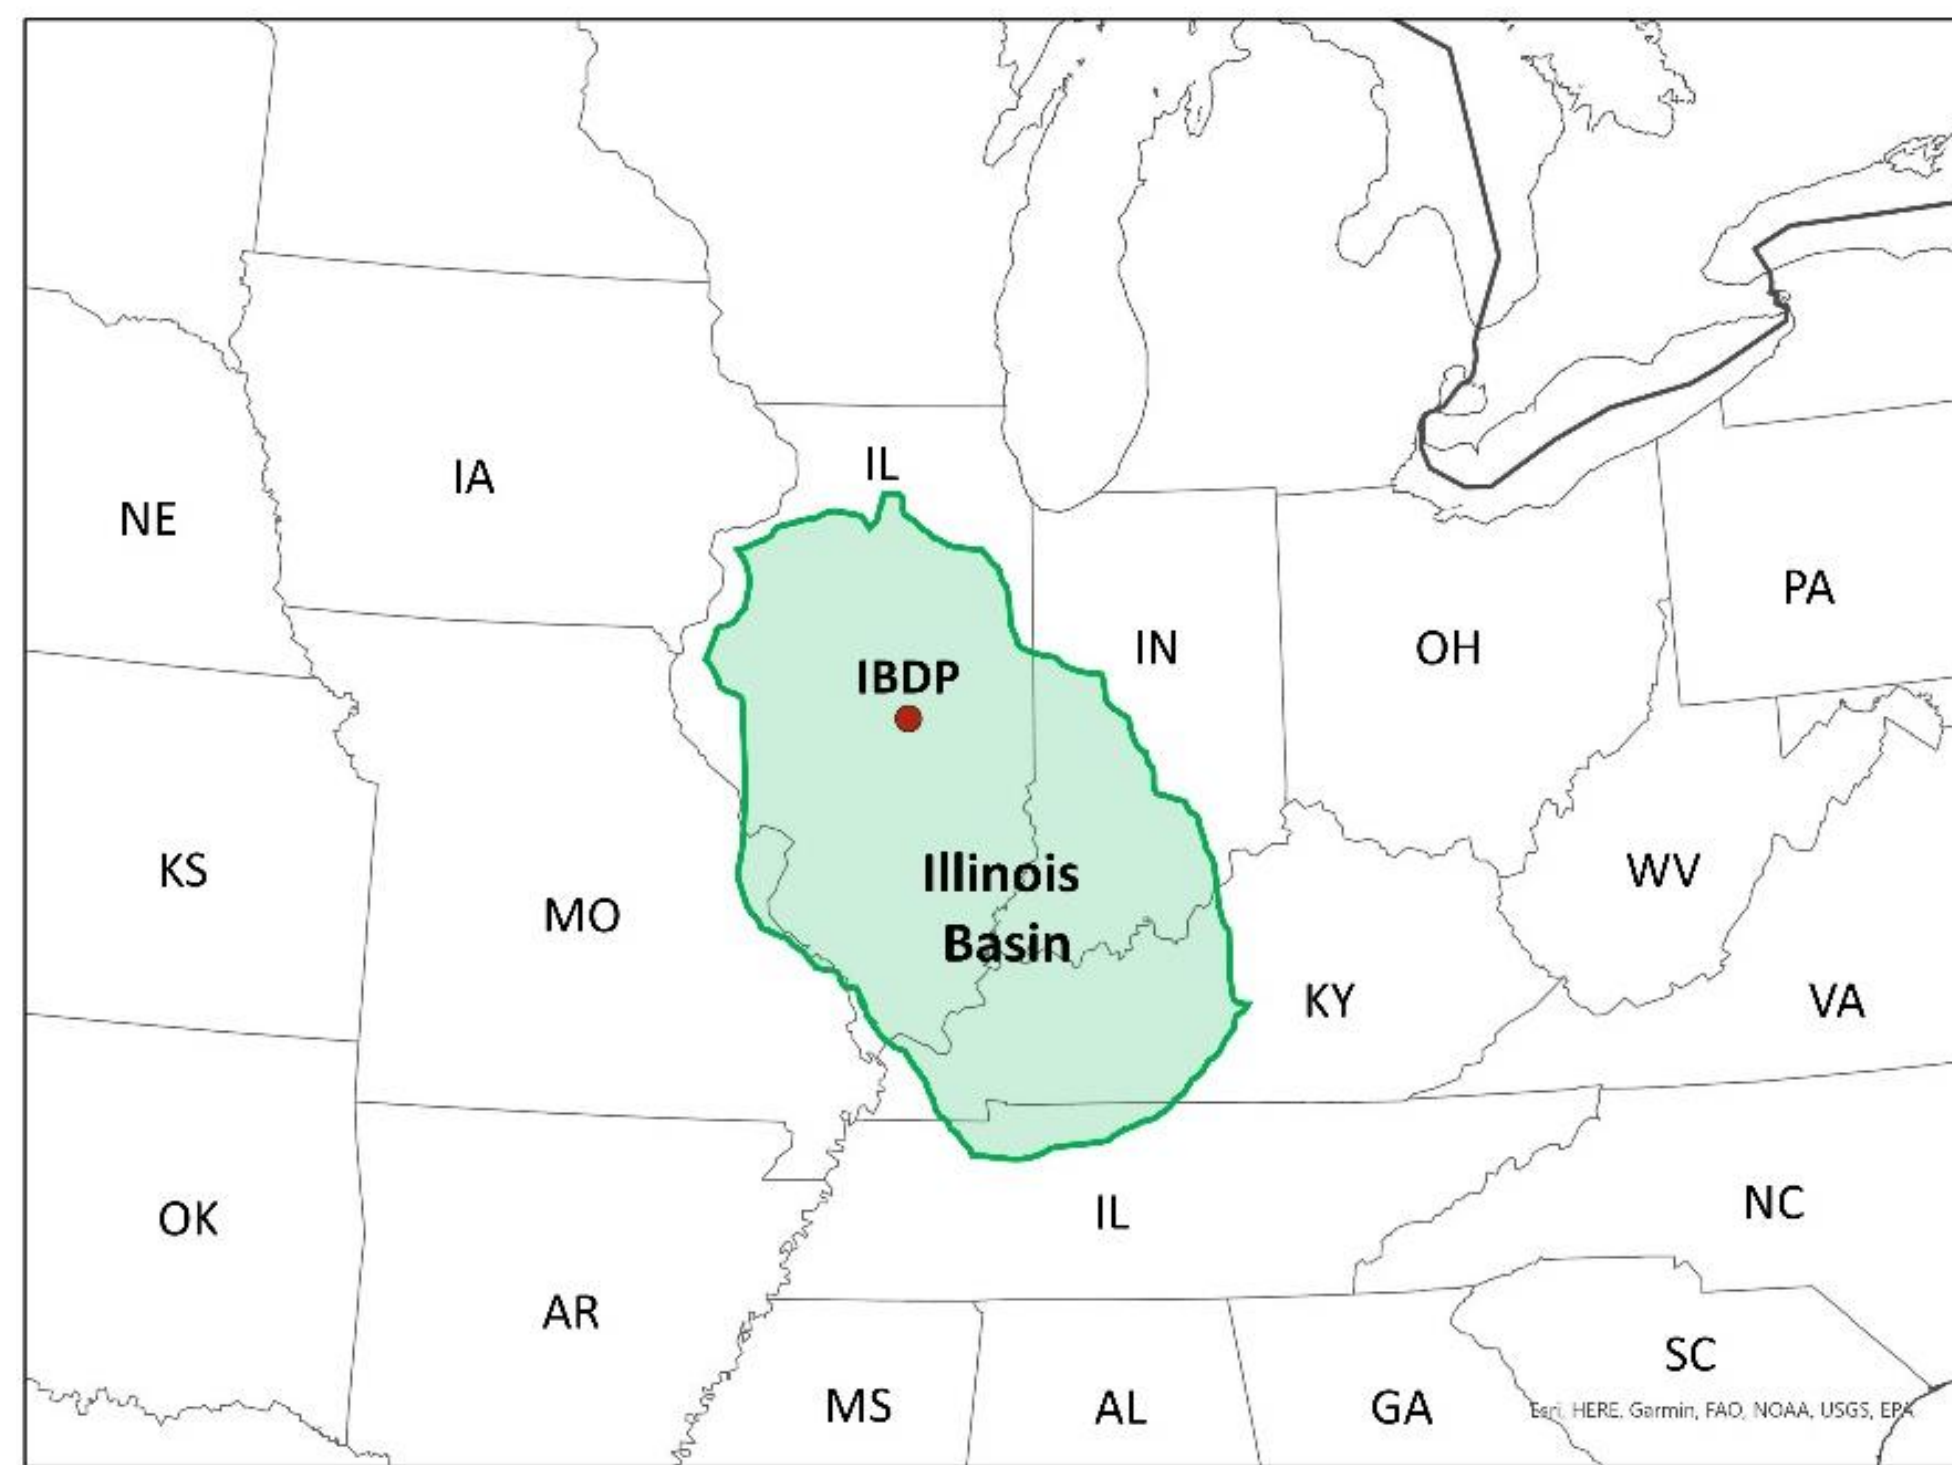 IL
IA
NE
PA
IN
OH
IBDP
KS
MO
Illinois
Basin
WV
KY
VA
OK
IL
NC
AR
SC
MS
AL
GA
Esri, HERE, Garmin, FAO, NOAA, USGS, EPA